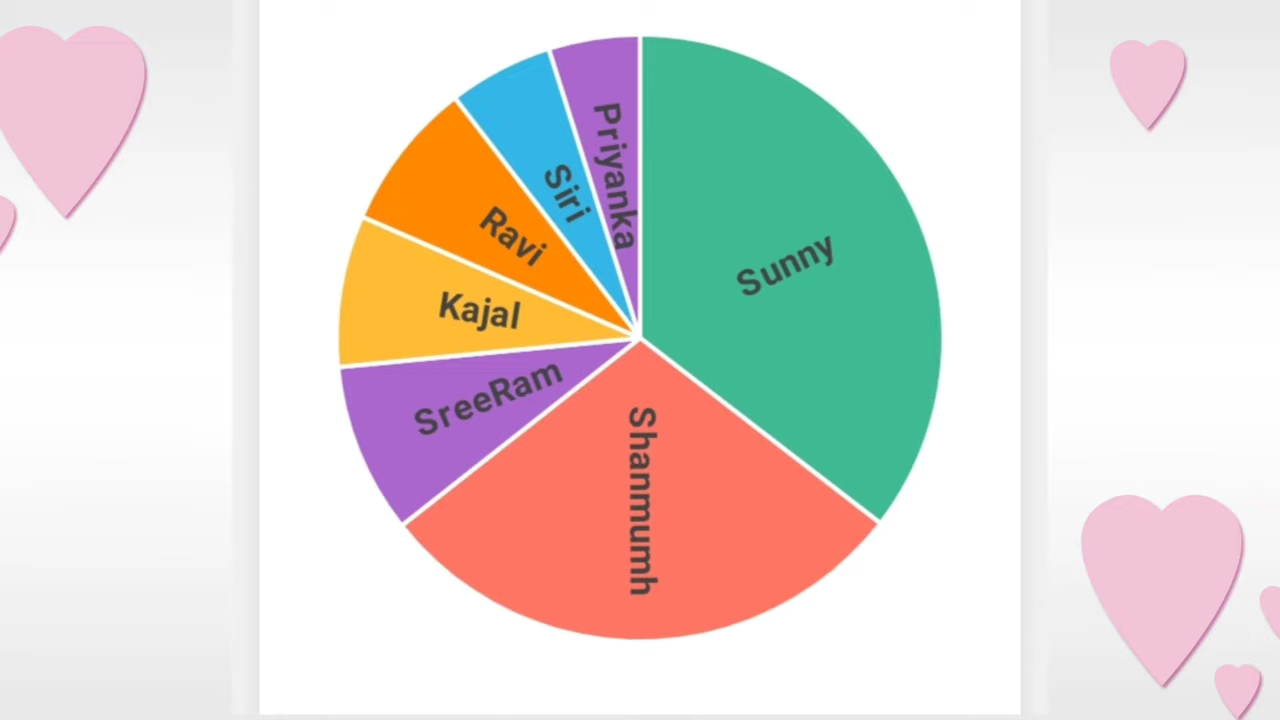 Priyanka
Siri
Sunny
Ravi
Kajal
SreeRam
Shanmumh